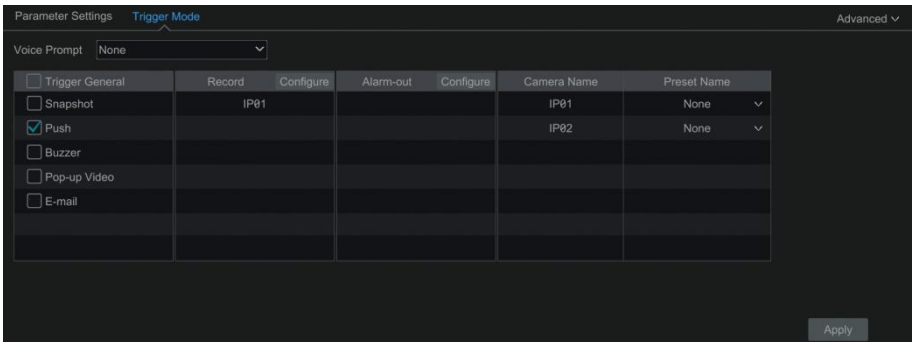 Parameter Settings Trigger Mode Advanced
Voice Prompt None
Trigger General Record Configure Alarm-out Configure Camera Name Preset Name
Snapshot IP01 IP01 None
Push IP02 None
Buzzer
Pop-up Video
E-mail
Apply